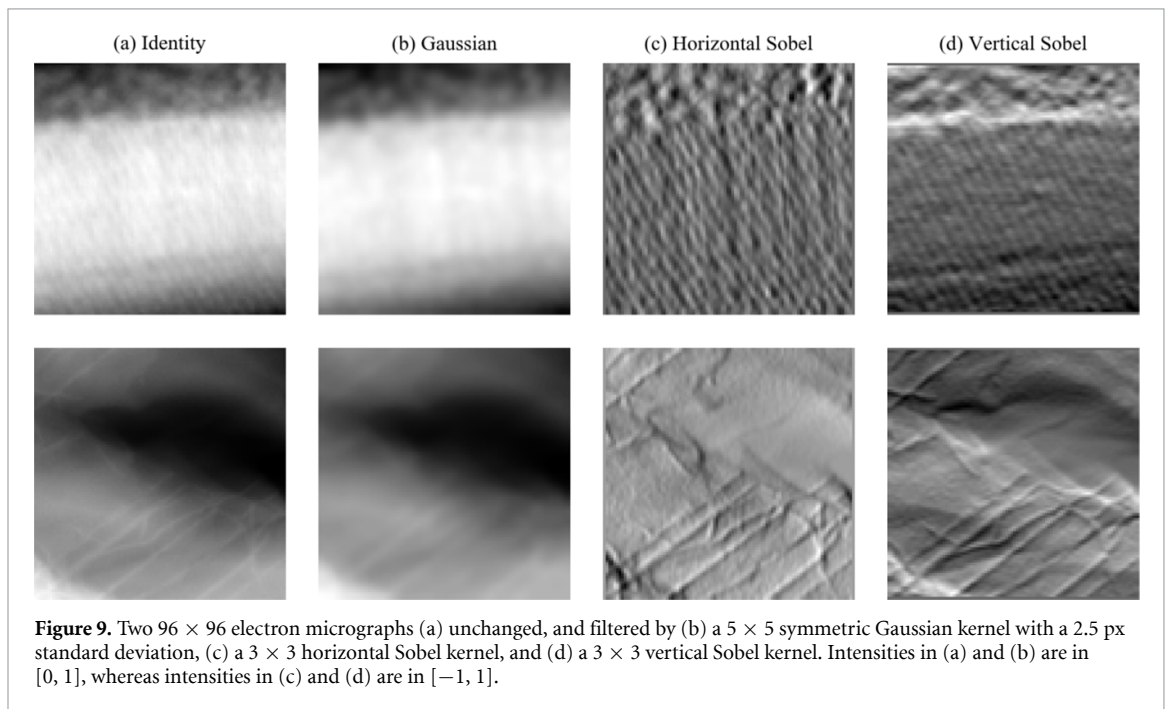 (a) Identity
(b) Gaussian
(c) Horizontal Sobel
(d) Vertical Sobel
Figure 9. Two 96 × 96 electron micrographs (a) unchanged, and filtered by (b) a 5 × 5 symmetric Gaussian kernel with a 2.5 px
standard deviation, (c) a 3 × 3 horizontal Sobel kernel, and (d) a 3 × 3 vertical Sobel kernel. Intensities in (a) and (b) are in
[0, 1], whereas intensities in (c) and (d) are in [−1, 1].